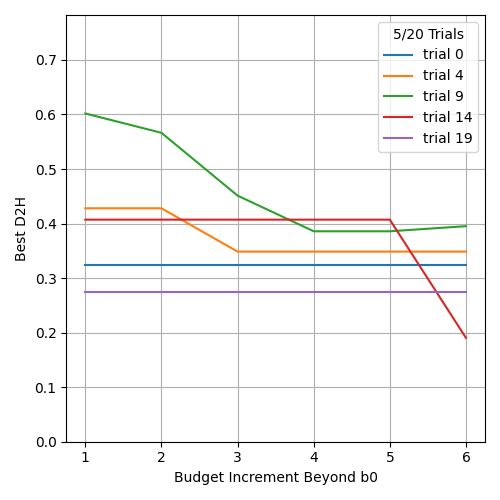 5/20 Trials
trial 0
trial 4
trial 9
trial 14
trial 19
Best D2H
0.7
0.6
0.5
0.4
0.3
0.2
0.1
0.0
1 2 3 4 5 6
Budget Increment Beyond b0